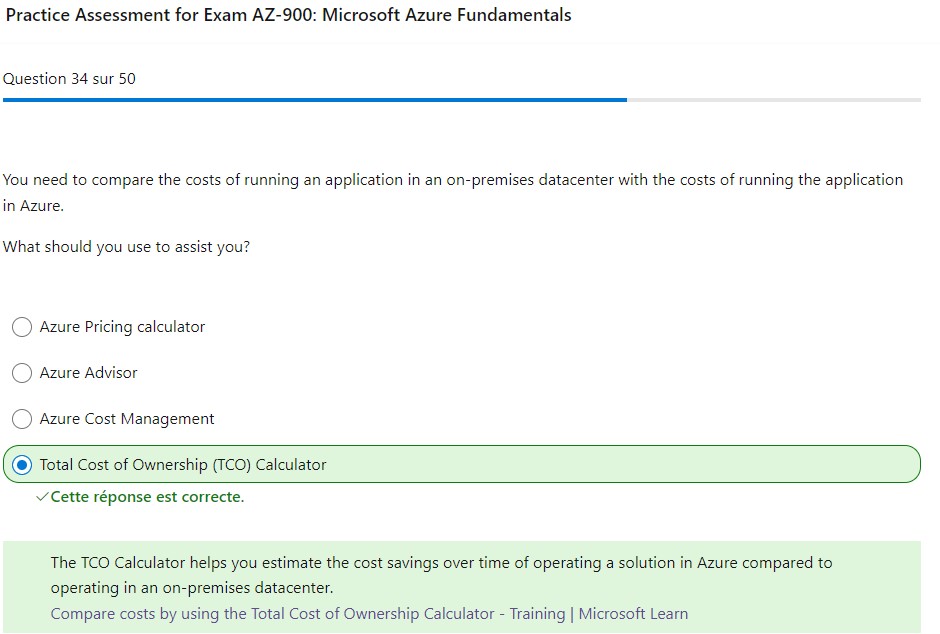 Practice Assessment for Exam AZ-900: Microsoft Azure Fundamentals
Question 34 sur 50
You need to compare the costs of running an application in an on-premises datacenter with the costs of running the application
in Azure.
What should you use to assist you?
Azure Pricing calculator
Azure Advisor
Azure Cost Management
Total Cost of Ownership (TCO) Calculator
Cette réponse est correcte.
The TCO Calculator helps you estimate the cost savings over time of operating a solution in Azure compared to
operating in an on-premises datacenter.
Compare costs by using the Total Cost of Ownership Calculator - Training | Microsoft Learn